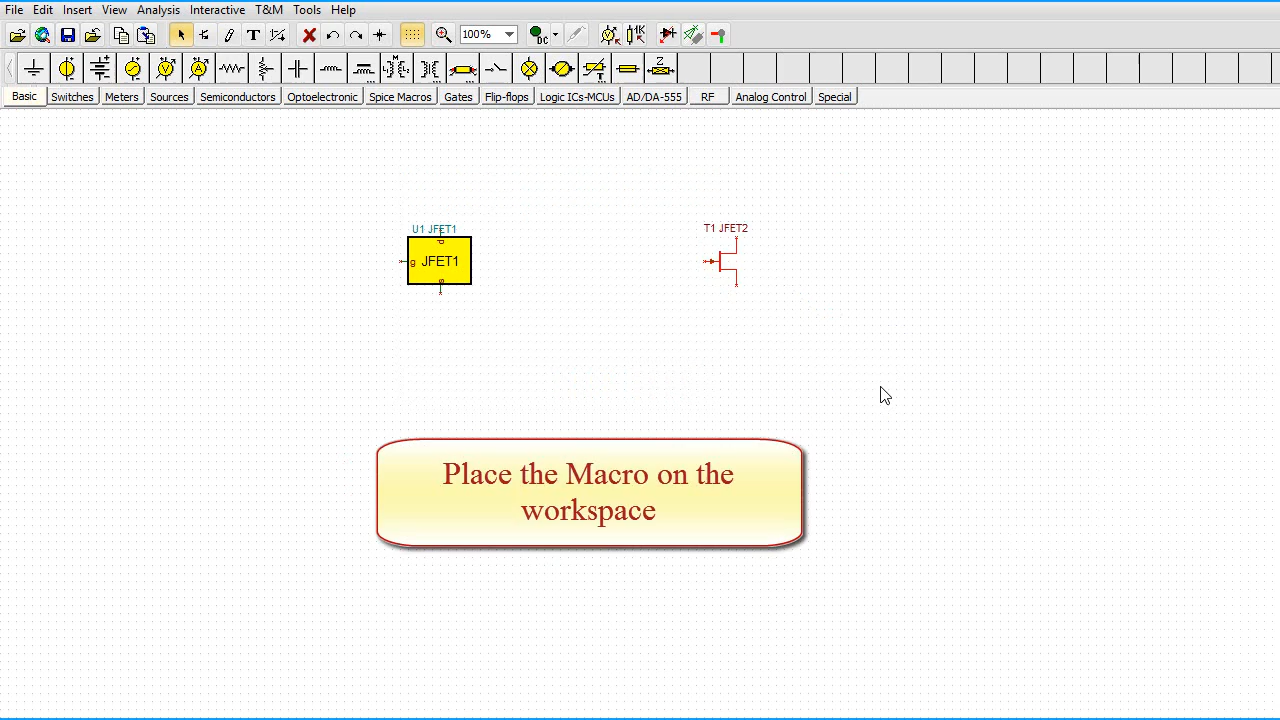 File Edit Insert View Analysis Interactive T&M Tools Help
100% DC 1K
M Z
Basic Switches Meters Sources Semiconductors Optoelectronic Spice Macros Gates Flip-flops Logic ICs-MCUs AD/DA-555 RF Analog Control Special
U1 JFET1
T1 JFET2
d
g JFET1
s
Place the Macro on the
workspace